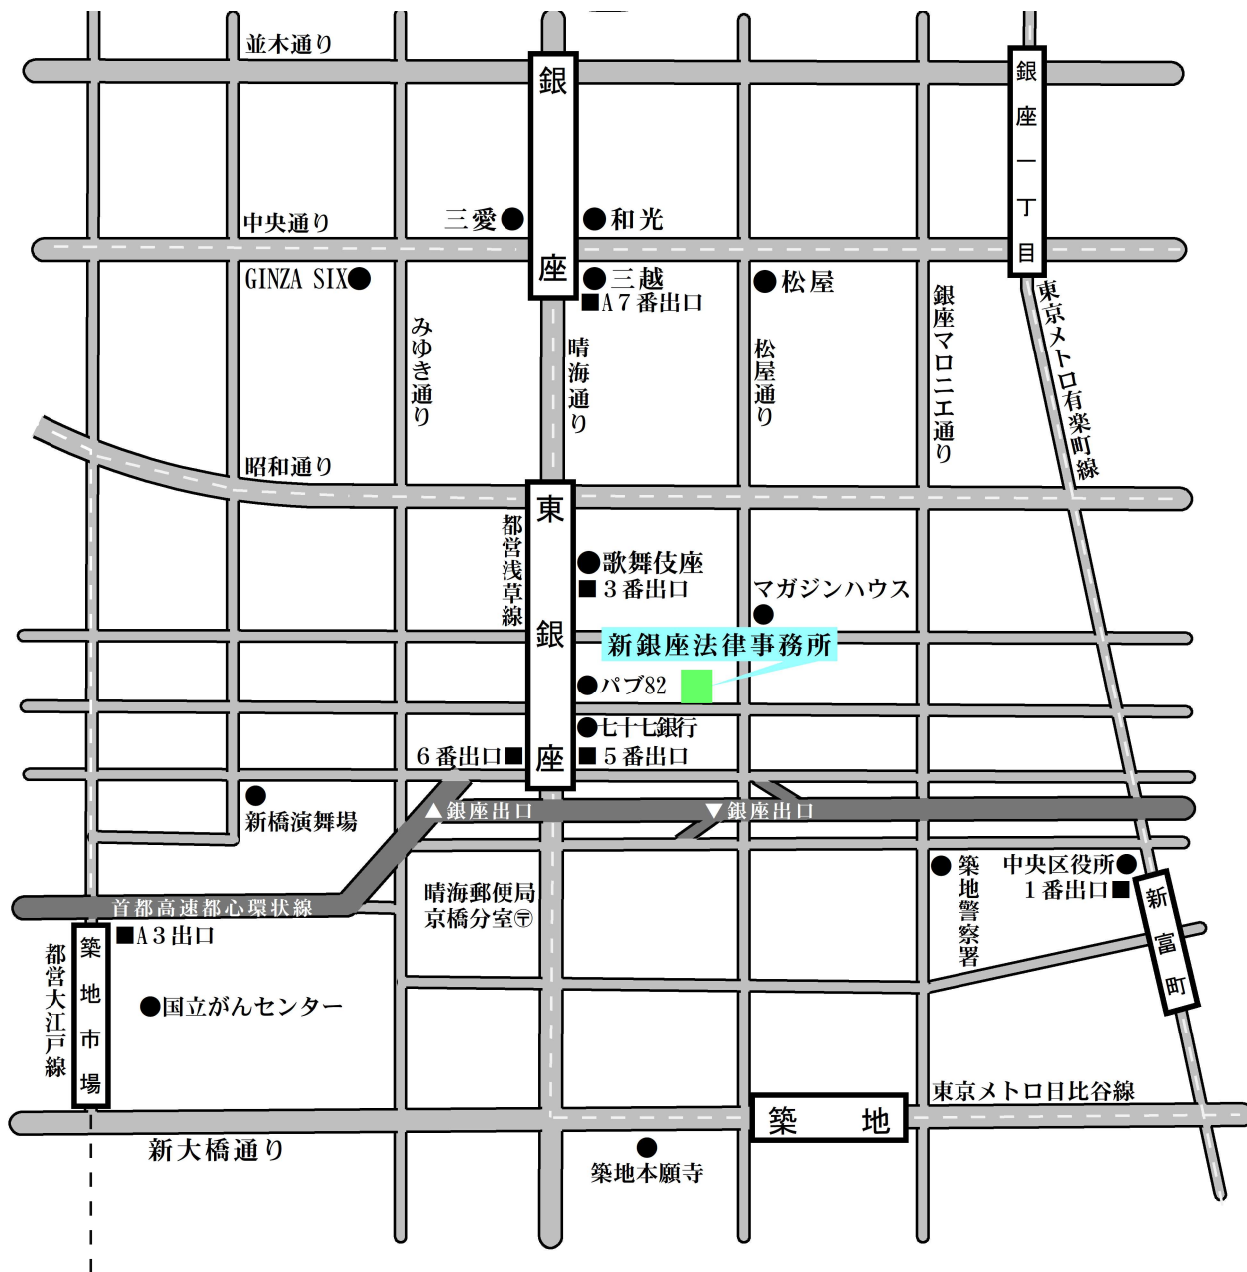 並木通り
銀座
銀座一丁目
中央通り
三愛
和光
GINZA SIX
三越
A7番出口
松屋
みゆき通り
晴海通り
松屋通り
銀座マロニエ通り
東京メトロ有楽町線
昭和通り
東銀座
都営浅草線
歌舞伎座
3番出口
マガジンハウス
新銀座法律事務所
パブ82
七十七銀行
6番出口
5番出口
新橋演舞場
▲銀座出口
▼銀座出口
首都高速都心環状線
A3出口
晴海郵便局
京橋分室〶
築地警察署
中央区役所
1番出口
新富町
築地市場
都営大江戸線
国立がんセンター
新大橋通り
築地
東京メトロ日比谷線
築地本願寺